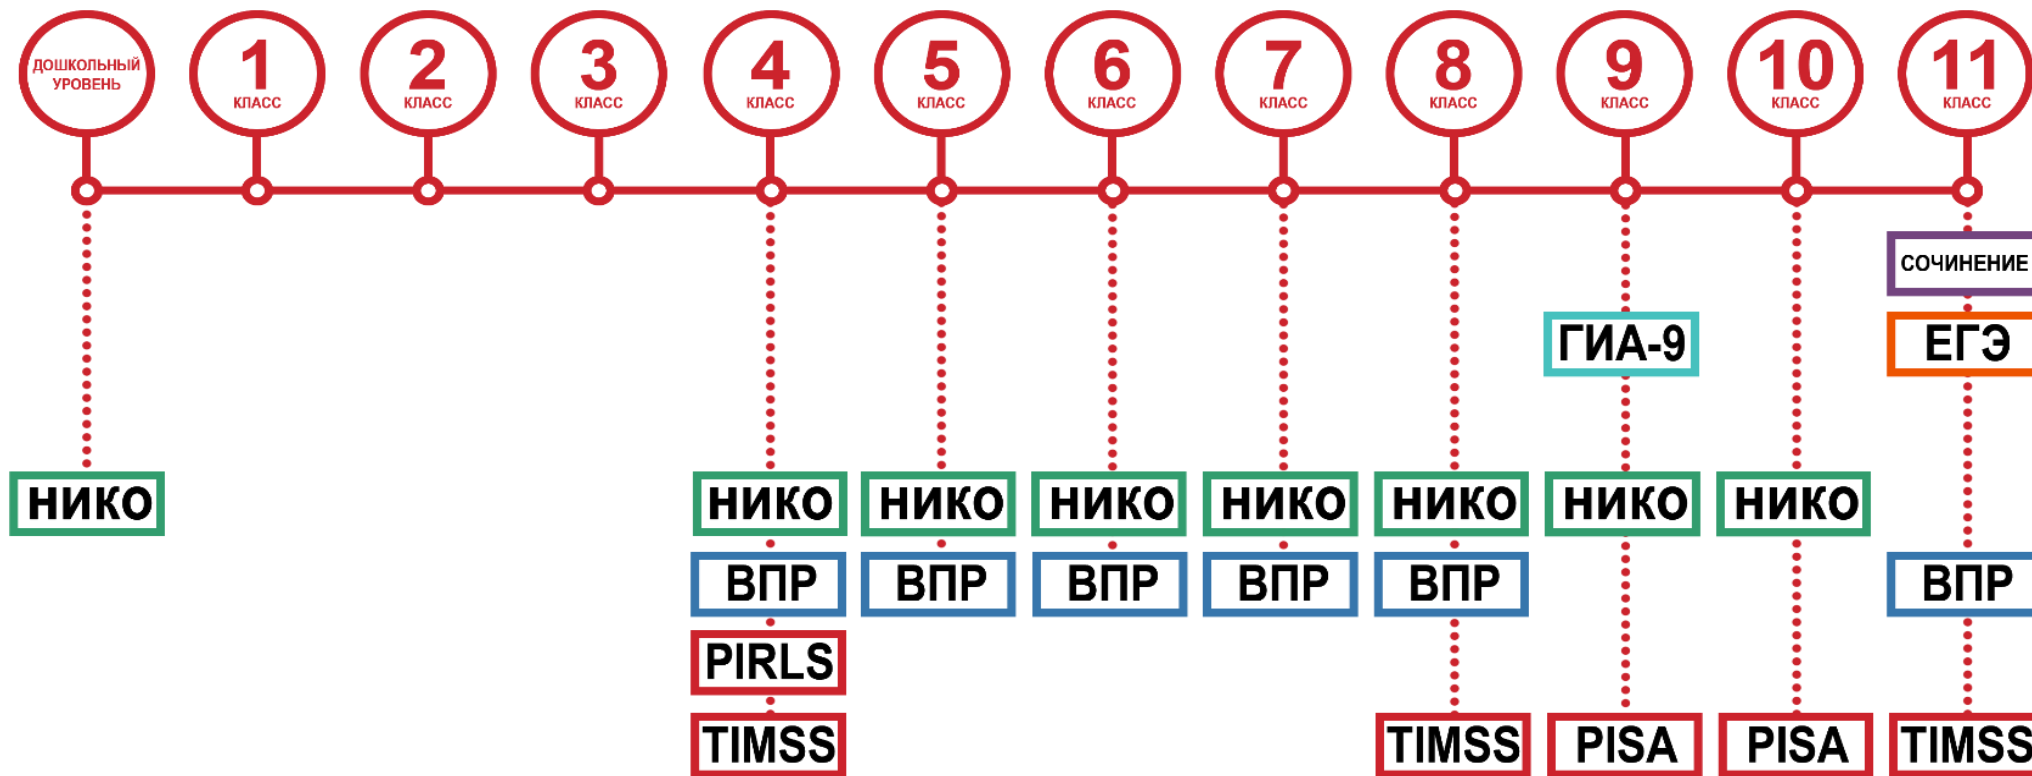 ДОШКОЛЬНЫЙ
УРОВЕНЬ
1
КЛАСС
2
КЛАСС
3
КЛАСС
4
КЛАСС
5
КЛАСС
6
КЛАСС
7
КЛАСС
8
КЛАСС
9
КЛАСС
10
КЛАСС
11
КЛАСС
СОЧИНЕНИЕ
ГИА-9
ЕГЭ
НИКО
НИКО
НИКО
НИКО
НИКО
НИКО
НИКО
НИКО
ВПР
ВПР
ВПР
ВПР
ВПР
ВПР
PIRLS
TIMSS
TIMSS
PISA
PISA
TIMSS